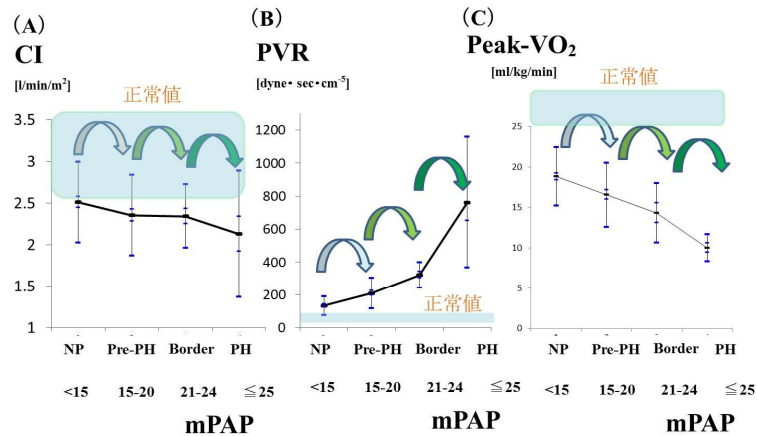 (A)
CI
[l/min/m²]
正常値
3.5
3
2.5
2
1.5
1
NP Pre-PH Border PH
<15 15-20 21-24 ≦25
mPAP
(B)
PVR
[dyne・sec・cm⁻⁵]
1200
1000
800
600
400
200
0
正常値
NP Pre-PH Border PH
<15 15-20 21-24 ≦25
mPAP
(C)
Peak-VO₂
[ml/kg/min]
正常値
25
20
15
10
5
0
NP Pre-PH Border PH
<15 15-20 21-24 ≦25
mPAP